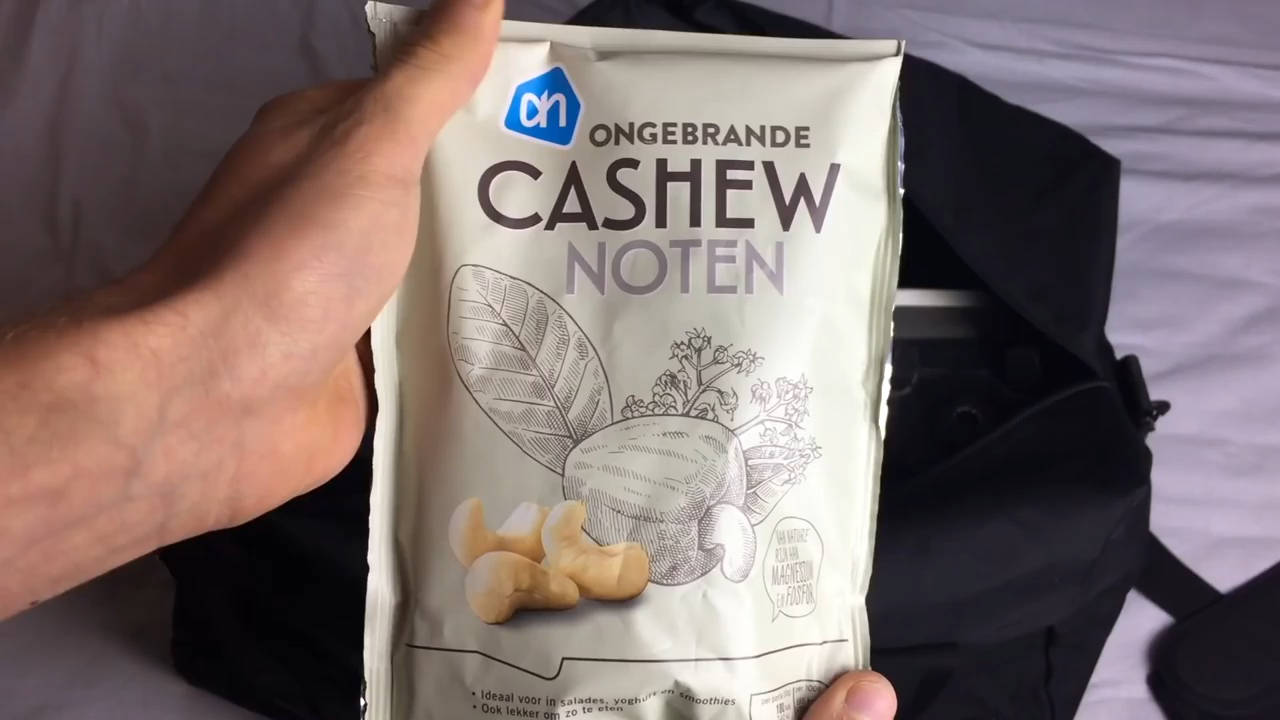 ah
ONGEBRANDE
CASHEW
NOTEN
VAN NATURE
RIJK AAN
MAGNESIUM
EN FOSFOR
• Ideaal voor in salades, yoghurt en smoothies
• Ook lekker om zo te eten